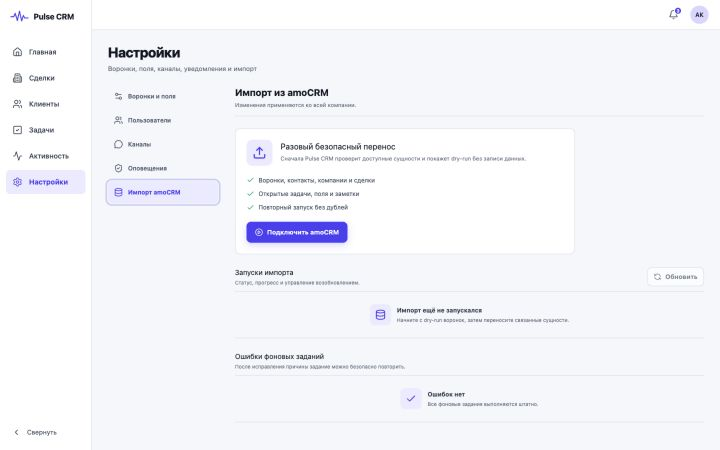 Pulse CRM
2
АК
Главная
Сделки
Клиенты
Задачи
Активность
Настройки
Свернуть
Настройки
Воронки, поля, каналы, уведомления и импорт
Воронки и поля
Пользователи
Каналы
Оповещения
Импорт amoCRM
Импорт из amoCRM
Изменения применяются ко всей компании.
Разовый безопасный перенос
Сначала Pulse CRM проверит доступные сущности и покажет dry-run без записи данных.
Воронки, контакты, компании и сделки
Открытые задачи, поля и заметки
Повторный запуск без дублей
Подключить amoCRM
Запуски импорта
Статус, прогресс и управление возобновлением.
Обновить
Импорт ещё не запускался
Начните с dry-run воронок, затем переносите связанные сущности.
Ошибки фоновых заданий
После исправления причины задание можно безопасно повторить.
Ошибок нет
Все фоновые задания выполняются штатно.